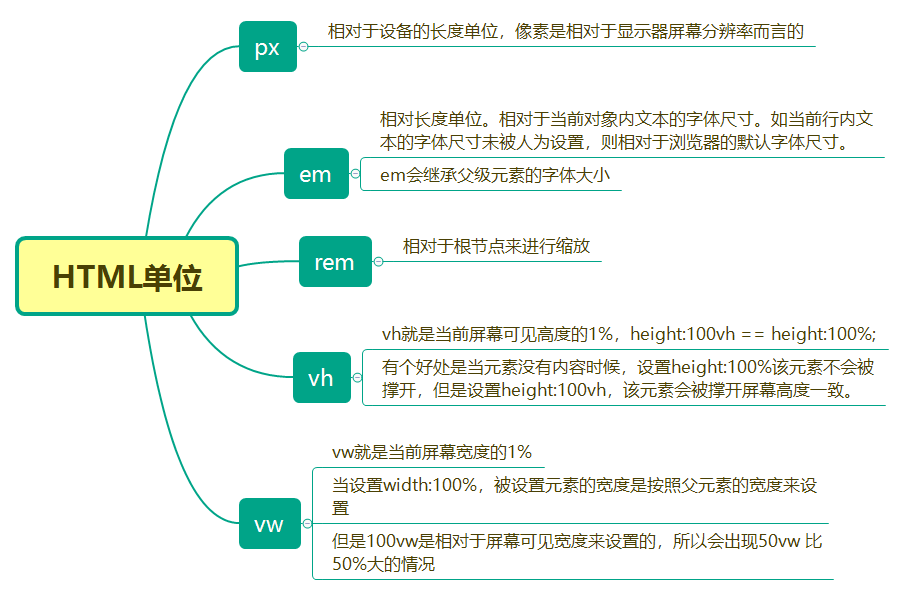 HTML单位
px
相对于设备的长度单位，像素是相对于显示器屏幕分辨率而言的
em
相对长度单位。相对于当前对象内文本的字体尺寸。如当前行内文
本的字体尺寸未被人为设置，则相对于浏览器的默认字体尺寸。
em会继承父级元素的字体大小
rem
相对于根节点来进行缩放
vh
vh就是当前屏幕可见高度的1%，height:100vh == height:100%;
有个好处是当元素没有内容时候，设置height:100%该元素不会被
撑开，但是设置height:100vh，该元素会被撑开屏幕高度一致。
vw
vw就是当前屏幕宽度的1%
当设置width:100%，被设置元素的宽度是按照父元素的宽度来设
置
但是100vw是相对于屏幕可见宽度来设置的，所以会出现50vw 比
50%大的情况